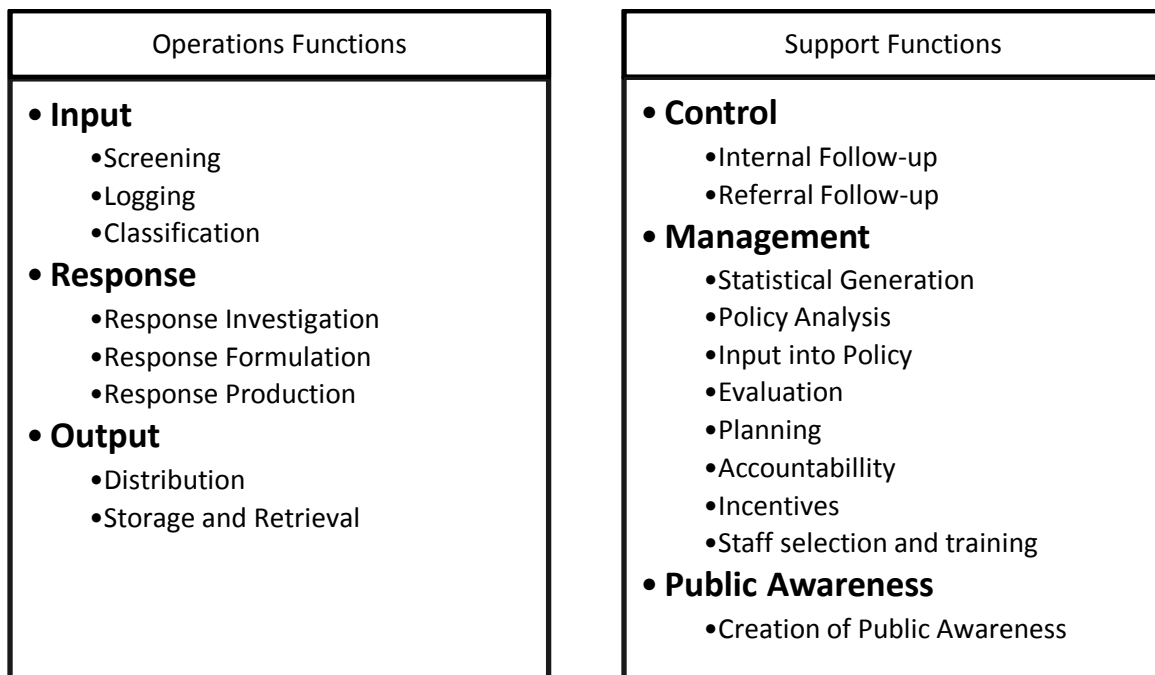 Operations Functions
• Input
•Screening
•Logging
•Classification
• Response
•Response Investigation
•Response Formulation
•Response Production
• Output
•Distribution
•Storage and Retrieval
Support Functions
• Control
•Internal Follow-up
•Referral Follow-up
• Management
•Statistical Generation
•Policy Analysis
•Input into Policy
•Evaluation
•Planning
•Accountabillity
•Incentives
•Staff selection and training
• Public Awareness
•Creation of Public Awareness